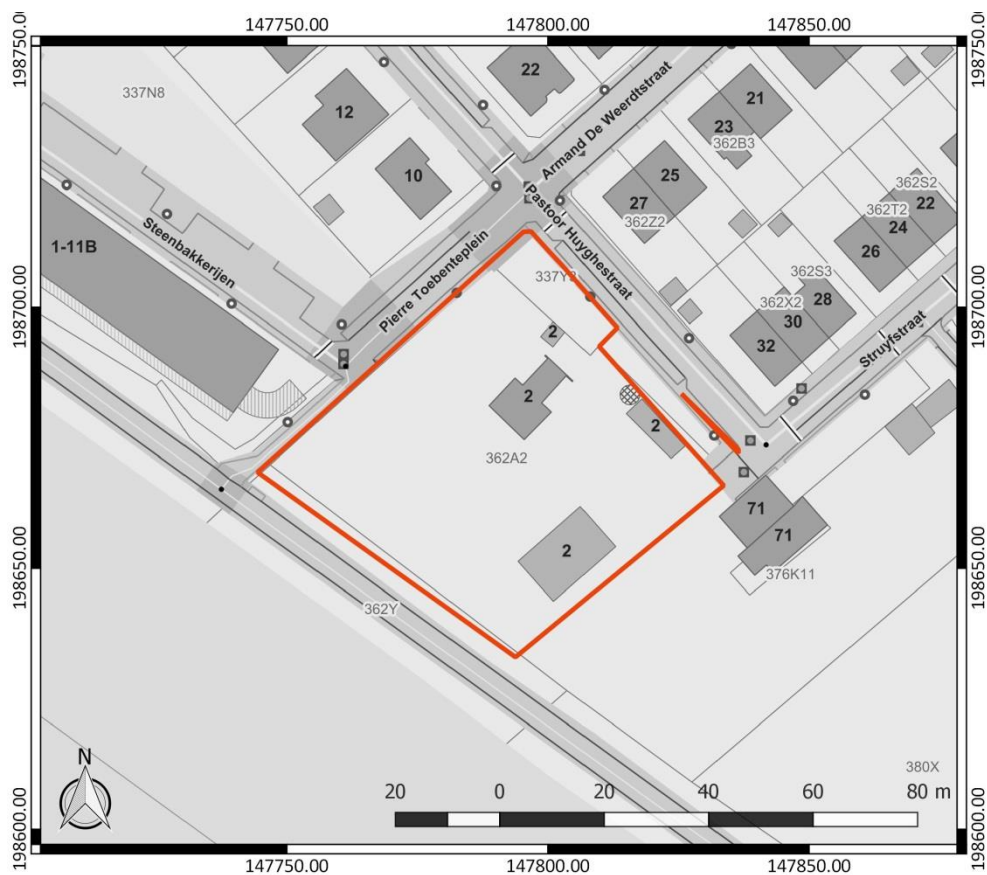 147750.00 147800.00 147850.00
198750.00
198750.0
22
Armand De Weerdtstraat
21
337N8
12
23
362B3
10
25
362S2
27
362Z2
22
362T2
24
Pastoor Huyghestraat
26
Steenbakkerijen
1-11B
362S3
337Y2
28
198700.00
198700.00
Pierre Toebenteplein
362X2
30
Struyfstraat
2
32
2
2
362A2
71
71
2
376K11
198650.00
198650.00
362Y
380X
N
20 0 20 40 60 80 m
198600.00
198600.00
147750.00 147800.00 147850.00